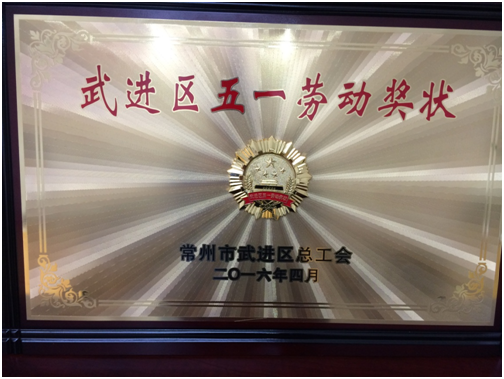 武进区五一劳动奖状
常州市武进区总工会
二〇一六年四月